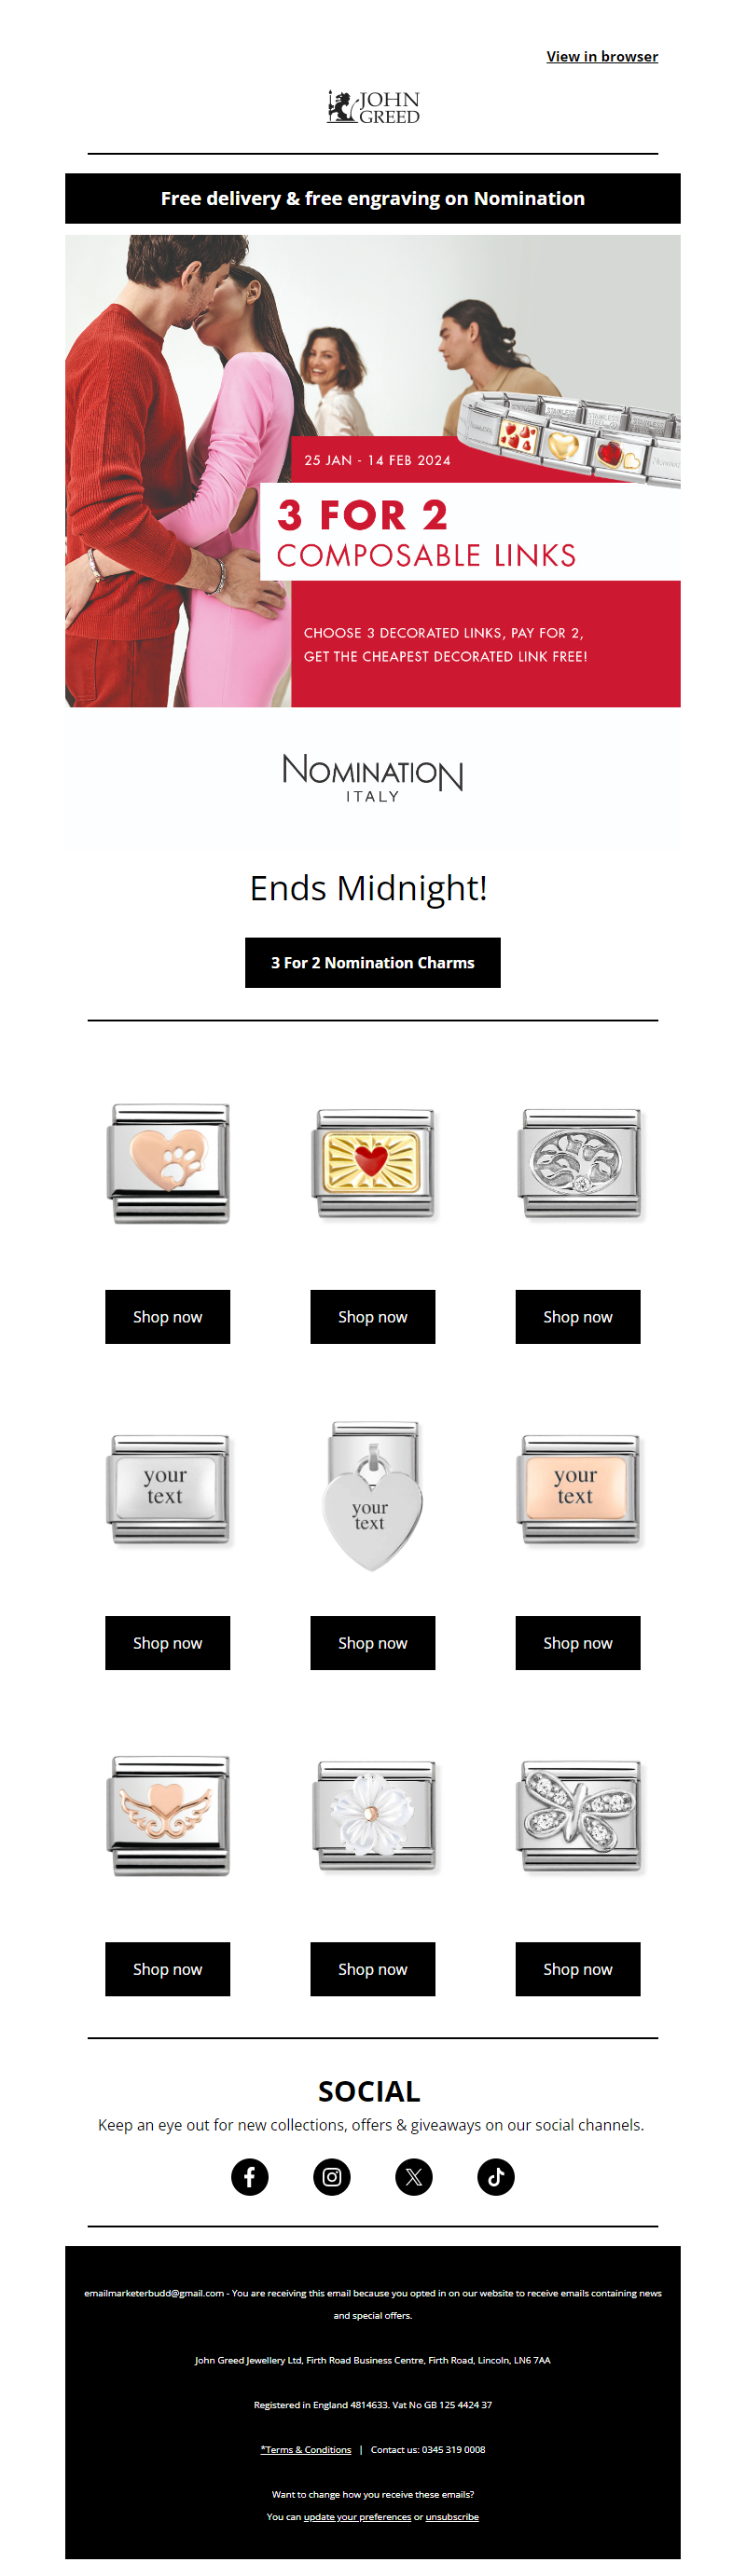 View in browser
JOHN
GREED
Free delivery & free engraving on Nomination
25 JAN - 14 FEB 2024
3 FOR 2
COMPOSABLE LINKS
CHOOSE 3 DECORATED LINKS, PAY FOR 2,
GET THE CHEAPEST DECORATED LINK FREE!
NOMINATION
ITALY
Ends Midnight!
3 For 2 Nomination Charms
Shop now
Shop now
Shop now
your
text
your
text
your
text
Shop now
Shop now
Shop now
Shop now
Shop now
Shop now
SOCIAL
Keep an eye out for new collections, offers & giveaways on our social channels.
emailmarketerbudd@gmail.com - You are receiving this email because you opted in on our website to receive emails containing news
and special offers.
John Greed Jewellery Ltd, Firth Road Business Centre, Firth Road, Lincoln, LN6 7AA
Registered in England 4814633. Vat No GB 125 4424 37
*Terms & Conditions | Contact us: 0345 319 0008
Want to change how you receive these emails?
You can update your preferences or unsubscribe